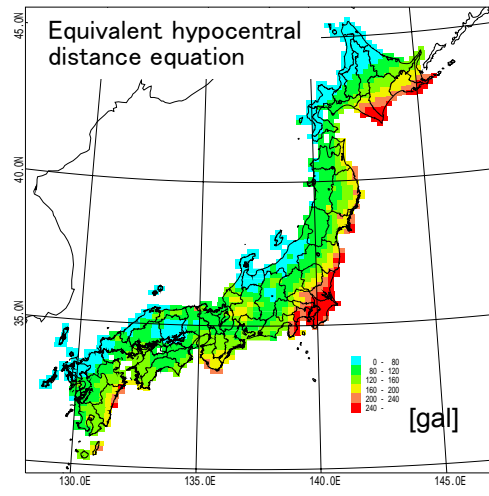 Equivalent hypocentral
distance equation
45.0N
40.0N
35.0N
0 - 80
80 - 120
120 - 160
160 - 200
200 - 240
240 -
[gal]
130.0E
135.0E
140.0E
145.0E